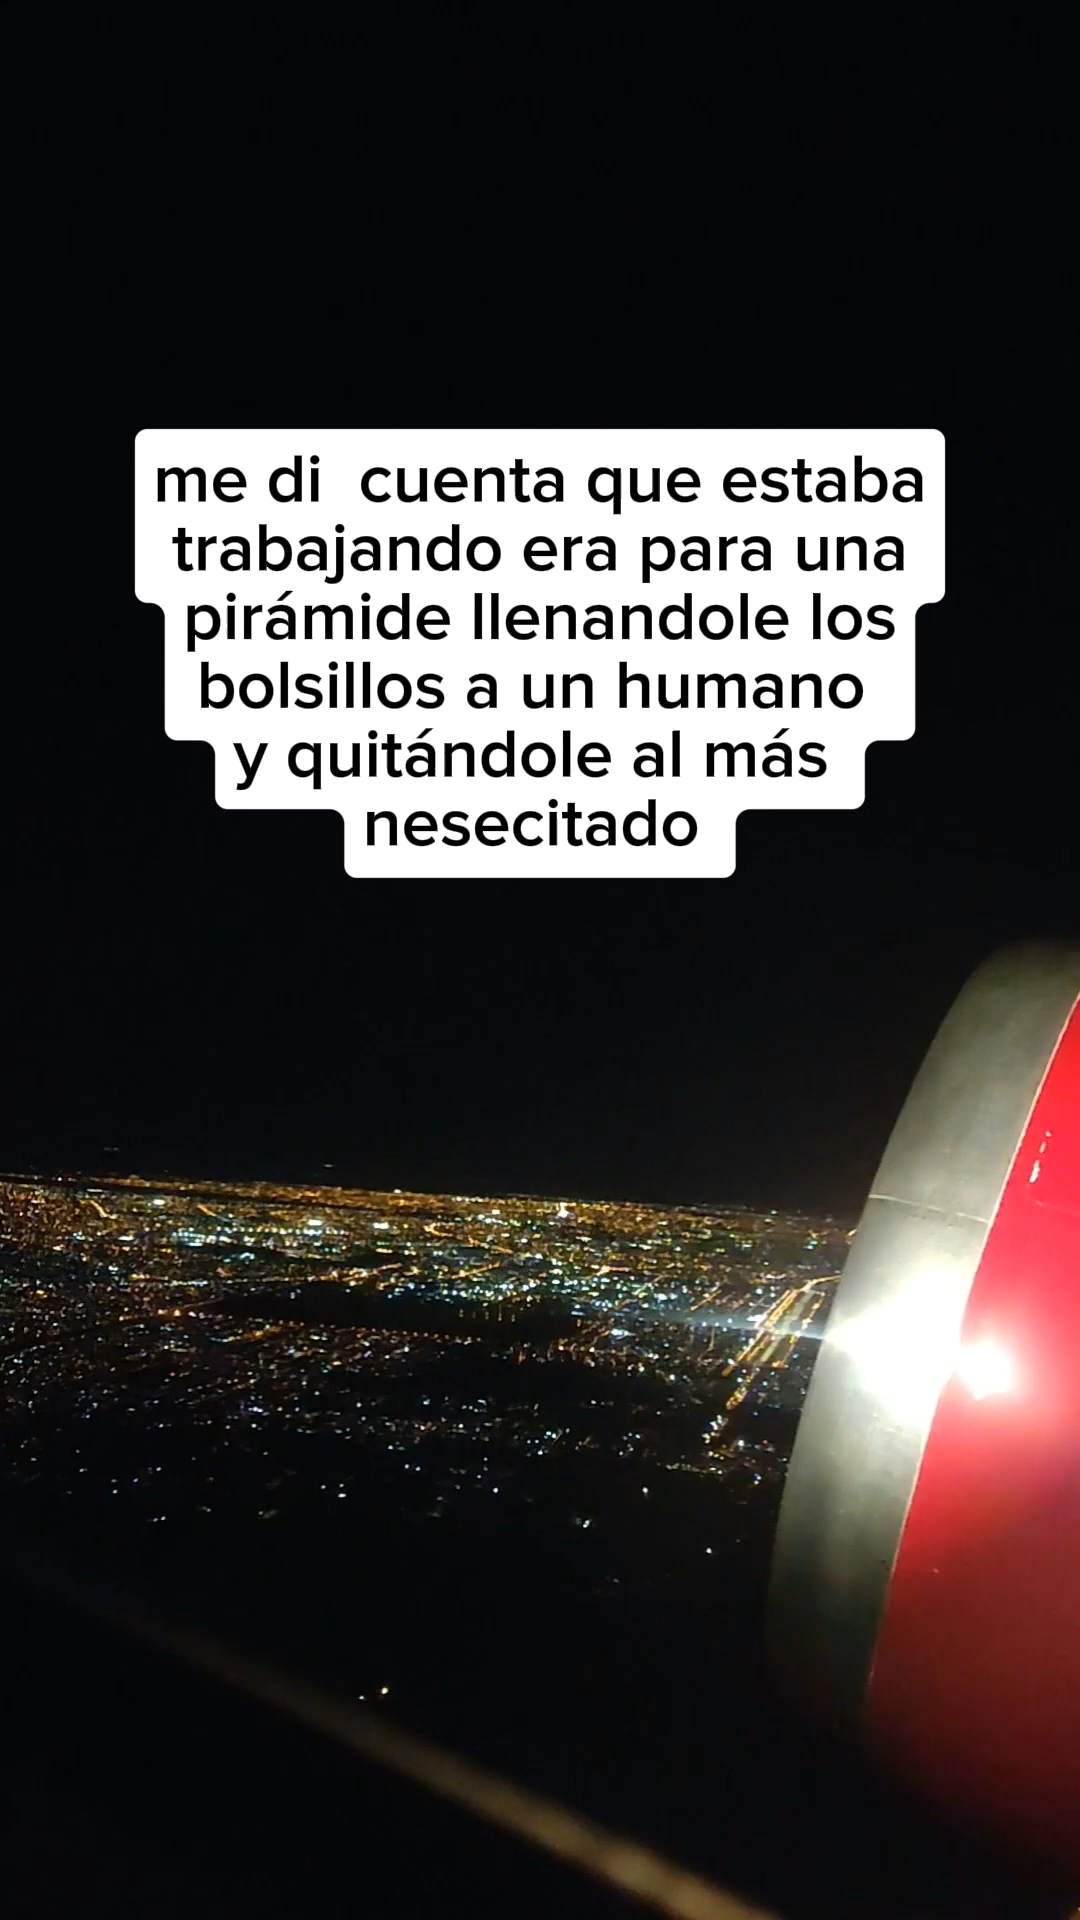 me di  cuenta que estaba
trabajando era para una
pirámide llenandole los
bolsillos a un humano
y quitándole al más
nesecitado